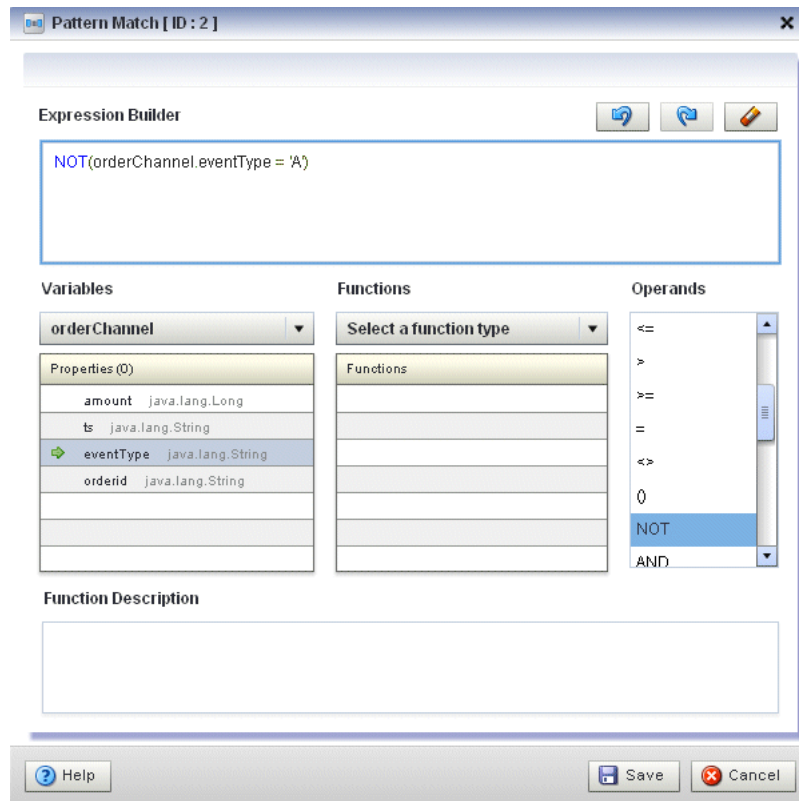 Pattern Match [ ID : 2 ]
Expression Builder
NOT(orderChannel.eventType = 'A')
Variables Functions Operands
orderChannel Select a function type
Properties (0) Functions
amount java.lang.Long
ts java.lang.String
eventType java.lang.String
orderid java.lang.String
<=
>
>=
=
<>
()
NOT
AND
Function Description
Help Save Cancel